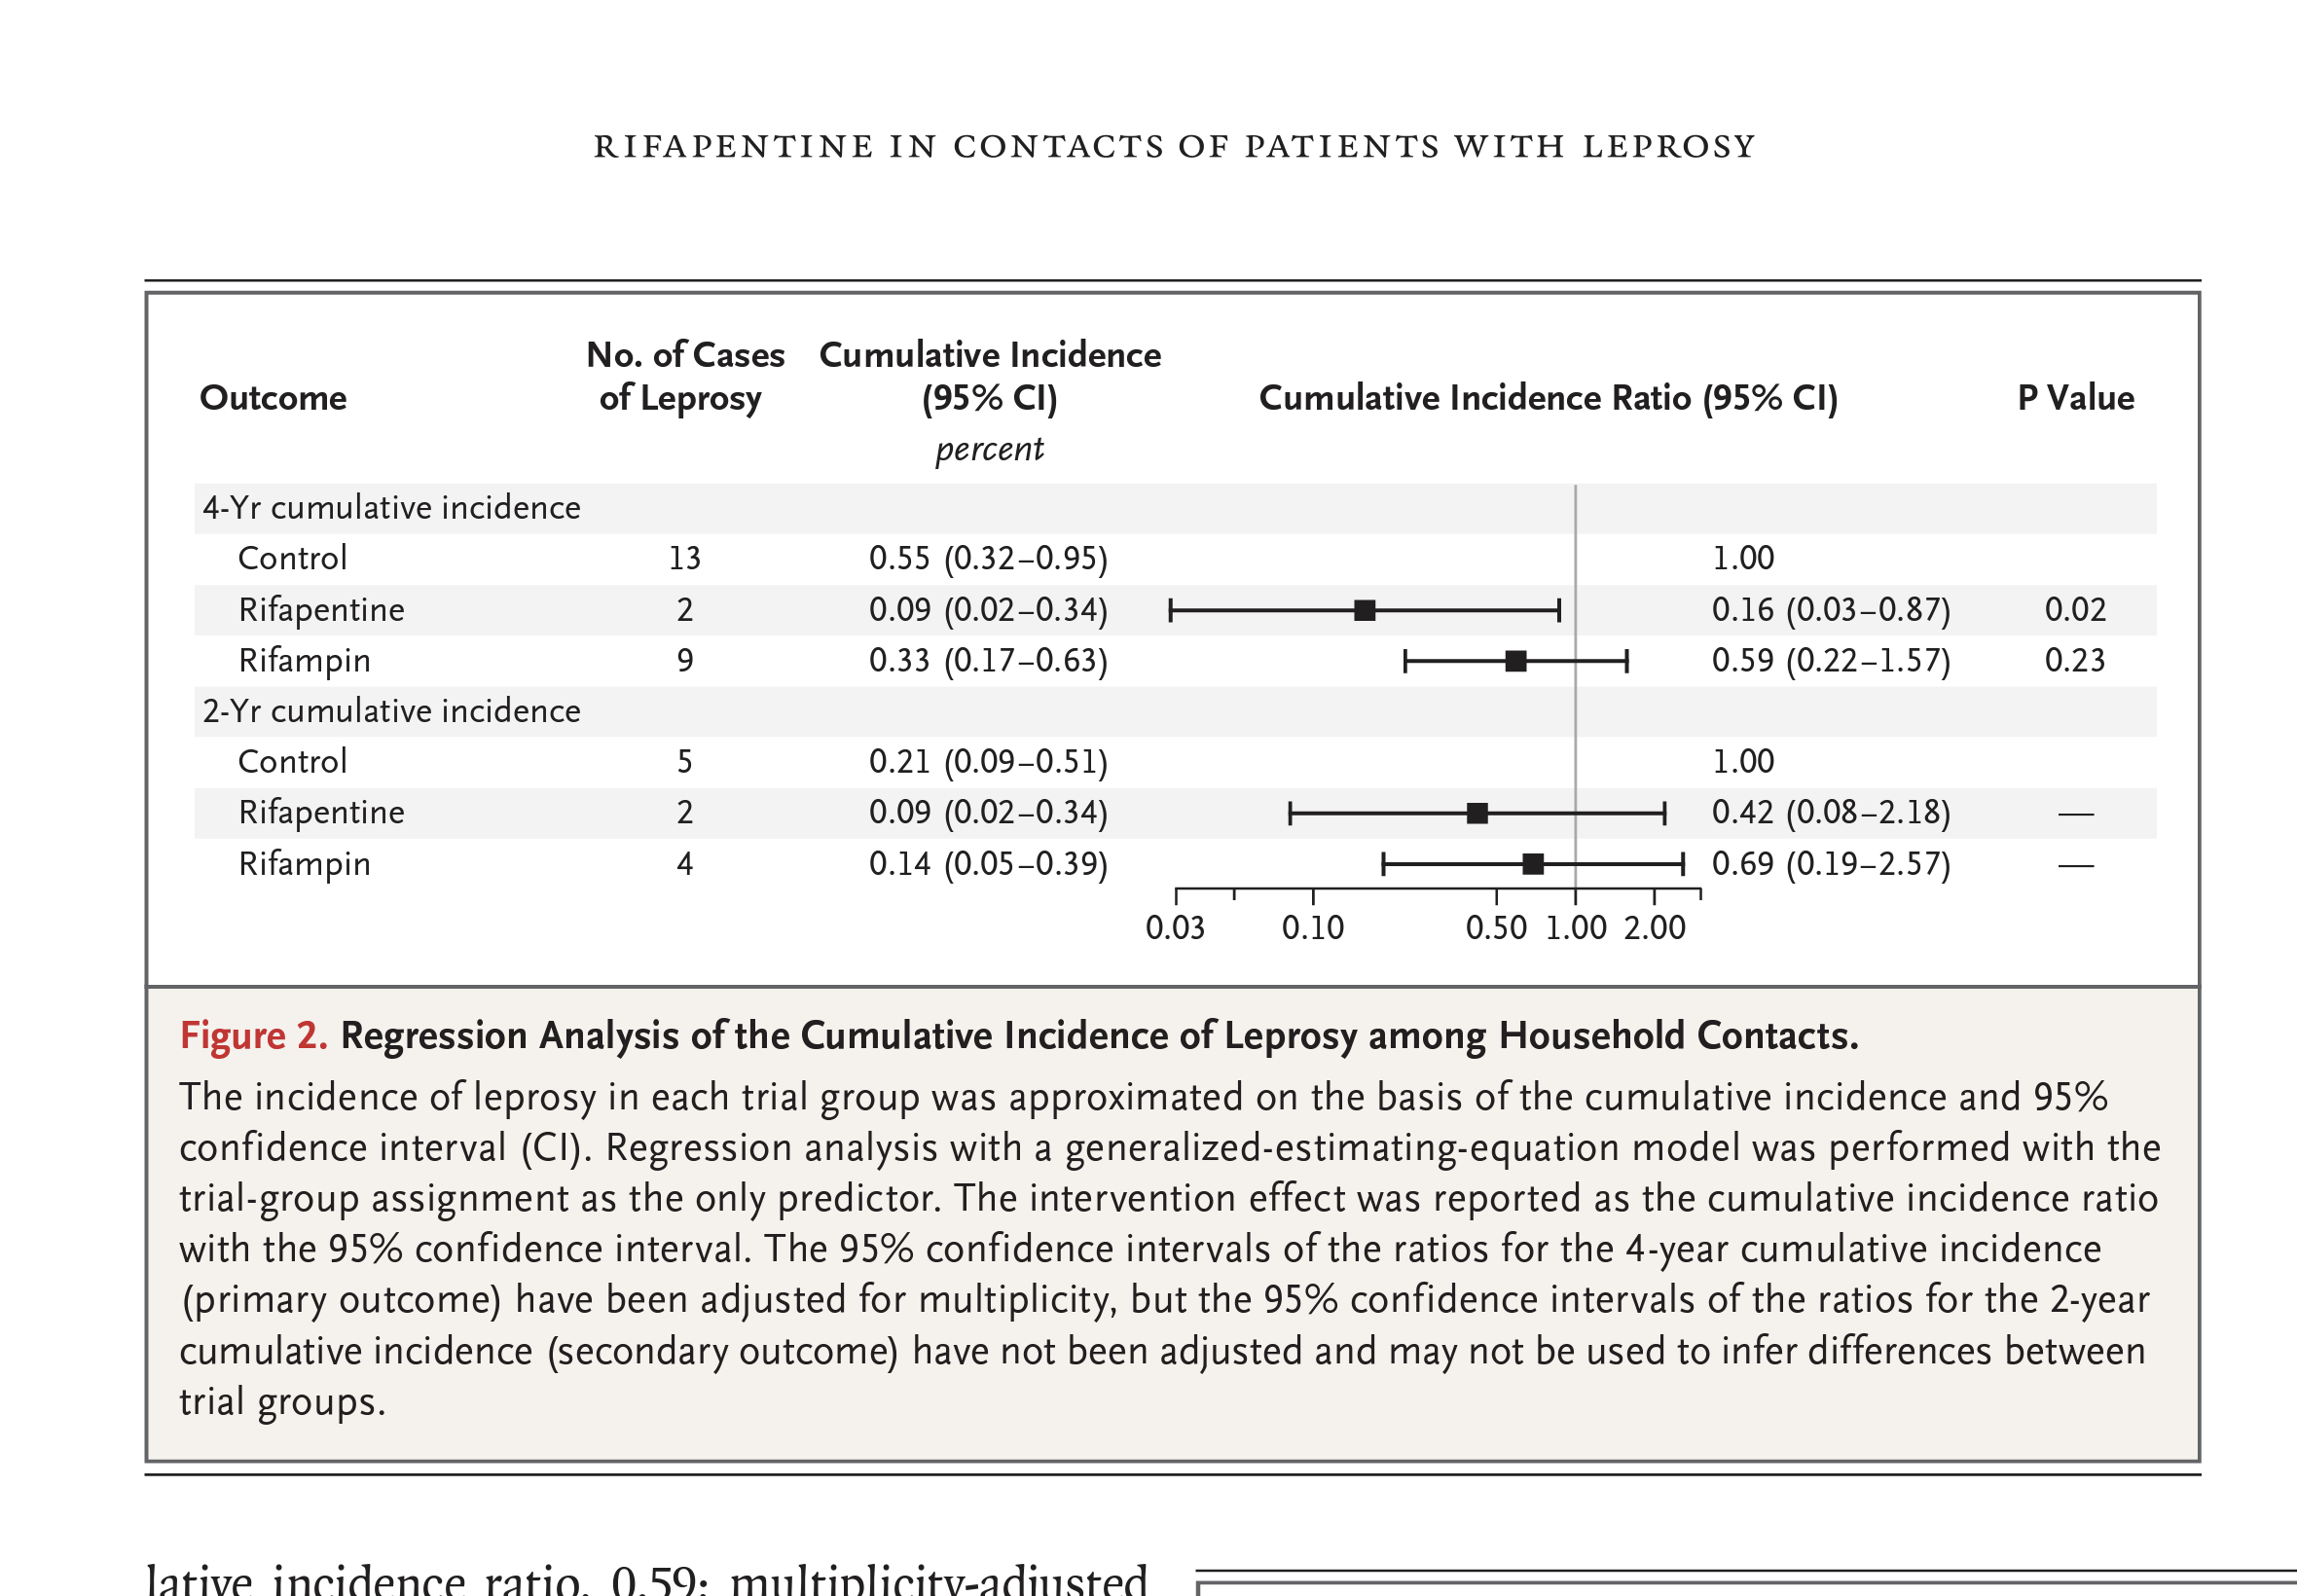 RIFAPENTINE IN CONTACTS OF PATIENTS WITH LEPROSY
Outcome No. of Cases of Leprosy Cumulative Incidence (95% CI) Cumulative Incidence Ratio (95% CI) P Value
percent
4-Yr cumulative incidence
Control 13 0.55 (0.32–0.95) 1.00
Rifapentine 2 0.09 (0.02–0.34) 0.16 (0.03–0.87) 0.02
Rifampin 9 0.33 (0.17–0.63) 0.59 (0.22–1.57) 0.23
2-Yr cumulative incidence
Control 5 0.21 (0.09–0.51) 1.00
Rifapentine 2 0.09 (0.02–0.34) 0.42 (0.08–2.18) —
Rifampin 4 0.14 (0.05–0.39) 0.69 (0.19–2.57) —
0.03 0.10 0.50 1.00 2.00
Figure 2. Regression Analysis of the Cumulative Incidence of Leprosy among Household Contacts.
The incidence of leprosy in each trial group was approximated on the basis of the cumulative incidence and 95%
confidence interval (CI). Regression analysis with a generalized-estimating-equation model was performed with the
trial-group assignment as the only predictor. The intervention effect was reported as the cumulative incidence ratio
with the 95% confidence interval. The 95% confidence intervals of the ratios for the 4-year cumulative incidence
(primary outcome) have been adjusted for multiplicity, but the 95% confidence intervals of the ratios for the 2-year
cumulative incidence (secondary outcome) have not been adjusted and may not be used to infer differences between
trial groups.
lative incidence ratio, 0.59; multiplicity-adjusted